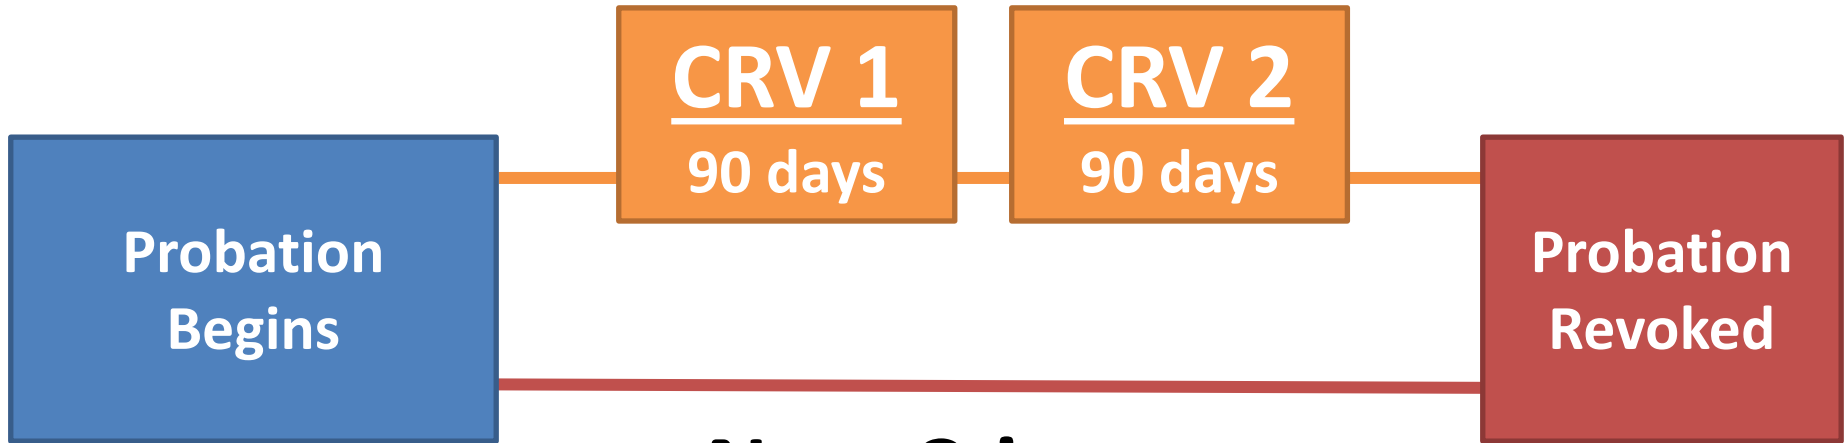 CRV 1
90 days
CRV 2
90 days
Probation
Begins
Probation
Revoked